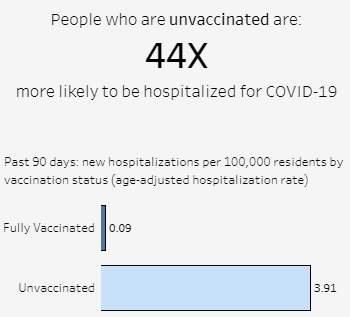 People who are unvaccinated are:
44X
more likely to be hospitalized for COVID-19
Past 90 days: new hospitalizations per 100,000 residents by
vaccination status (age-adjusted hospitalization rate)
Fully Vaccinated 0.09
Unvaccinated 3.91